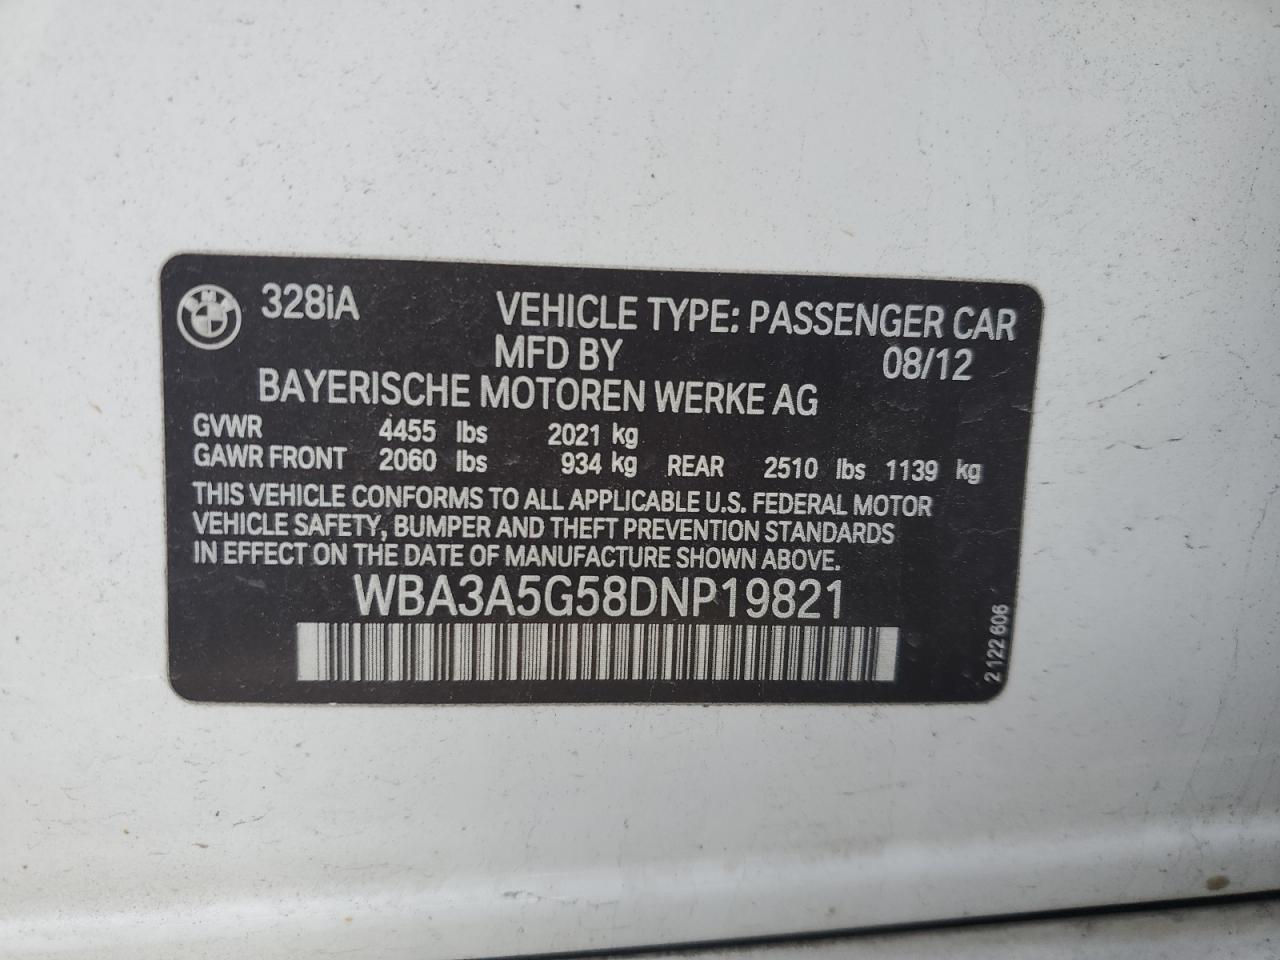 BMW 328iA VEHICLE TYPE: PASSENGER CAR
MFD BY 08/12
BAYERISCHE MOTOREN WERKE AG
GVWR 4455 lbs 2021 kg
GAWR FRONT 2060 lbs 934 kg REAR 2510 lbs 1139 kg
THIS VEHICLE CONFORMS TO ALL APPLICABLE U.S. FEDERAL MOTOR
VEHICLE SAFETY, BUMPER AND THEFT PREVENTION STANDARDS
IN EFFECT ON THE DATE OF MANUFACTURE SHOWN ABOVE.
WBA3A5G58DNP19821
2 122 606